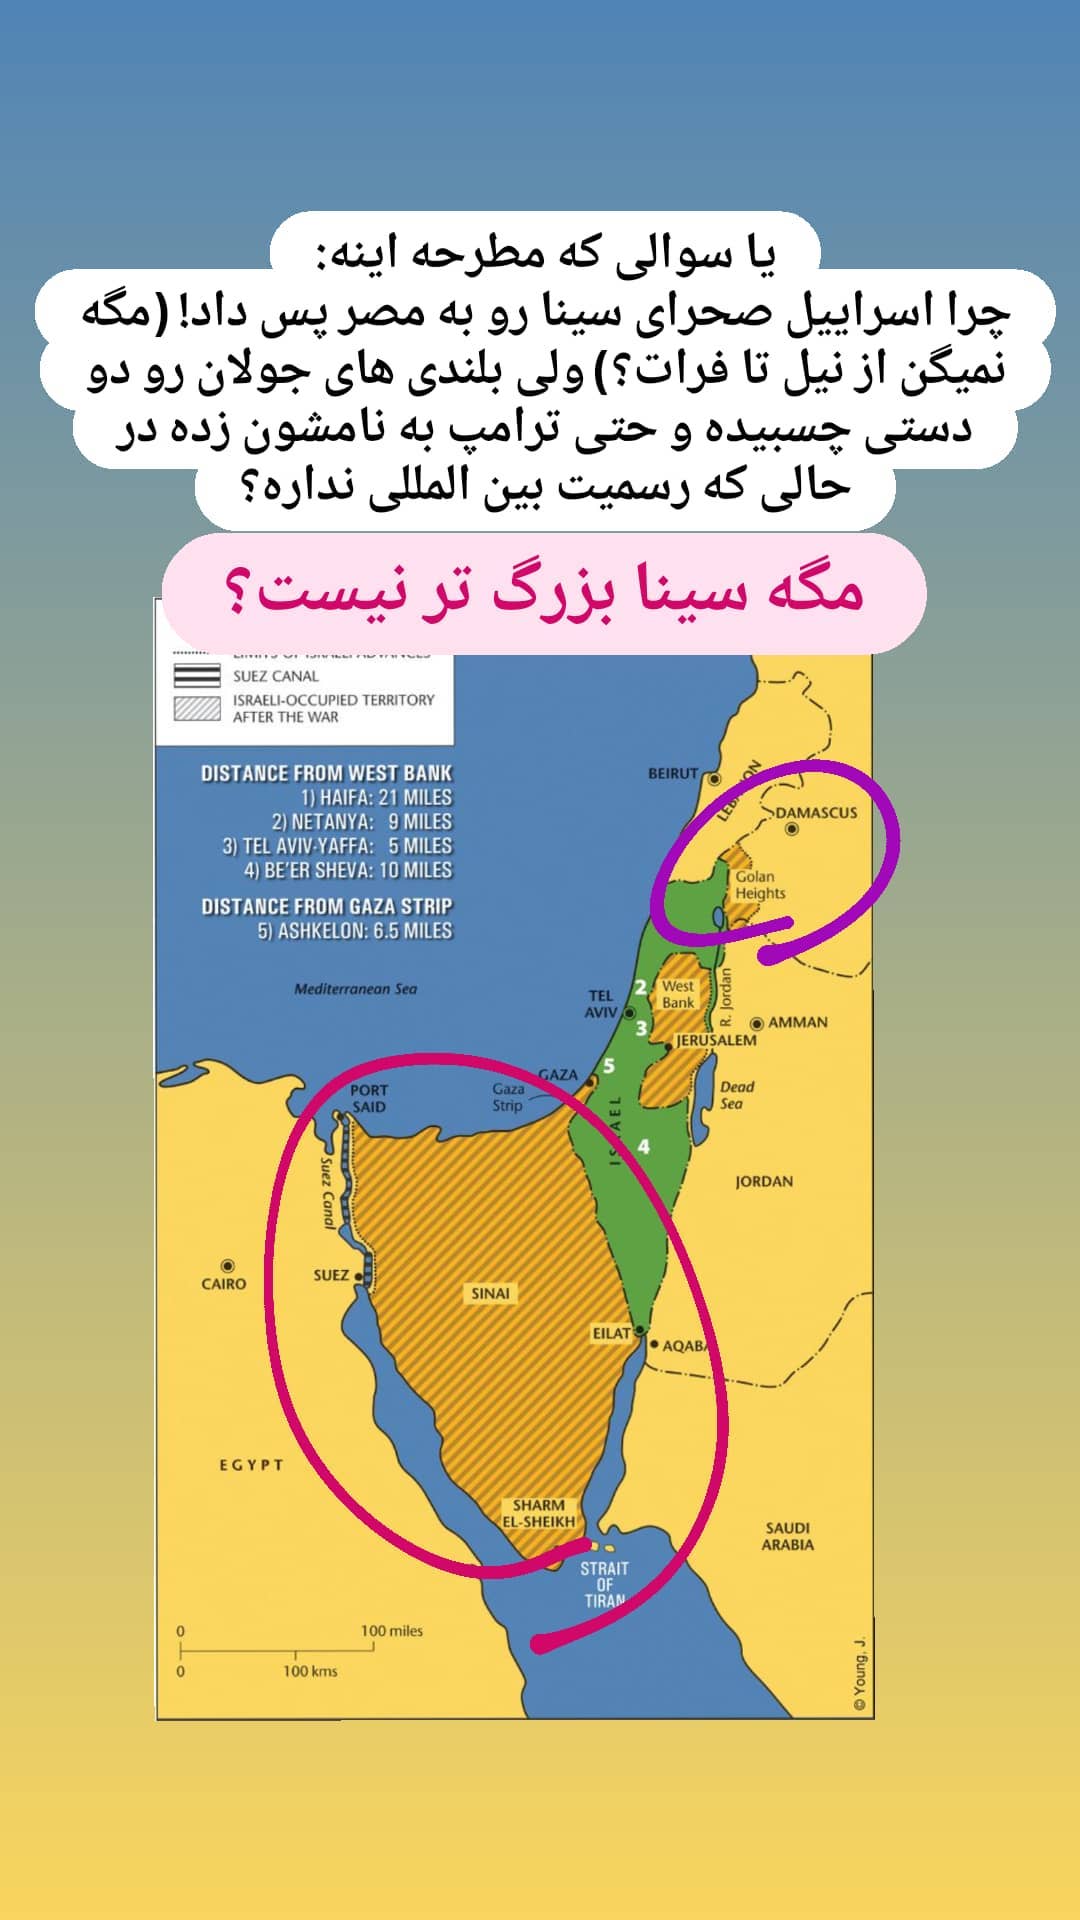 یا سوالی که مطرحه اینه:
چرا اسراییل صحرای سینا رو به مصر پس داد! (مگه
نمیگن از نیل تا فرات؟) ولی بلندی های جولان رو دو
دستی چسبیده و حتی ترامپ به نامشون زده در
حالی که رسمیت بین المللی نداره؟
مگه سینا بزرگ تر نیست؟
LIMITS OF ISRAELI ADVANCES
SUEZ CANAL
ISRAELI-OCCUPIED TERRITORY
AFTER THE WAR
DISTANCE FROM WEST BANK
1) HAIFA: 21 MILES
2) NETANYA: 9 MILES
3) TEL AVIV-YAFFA: 5 MILES
4) BE'ER SHEVA: 10 MILES
DISTANCE FROM GAZA STRIP
5) ASHKELON: 6.5 MILES
BEIRUT
LEBANON
DAMASCUS
Golan
Heights
Mediterranean Sea
TEL
AVIV
2
West
Bank
R. Jordan
3
AMMAN
JERUSALEM
5
GAZA
Gaza
Strip
Dead
Sea
PORT
SAID
ISRAEL
4
Suez Canal
JORDAN
CAIRO
SUEZ
SINAI
EILAT
AQABA
EGYPT
SHARM
EL-SHEIKH
SAUDI
ARABIA
STRAIT
OF
TIRAN
0
100 miles
0
100 kms
© Young, J.